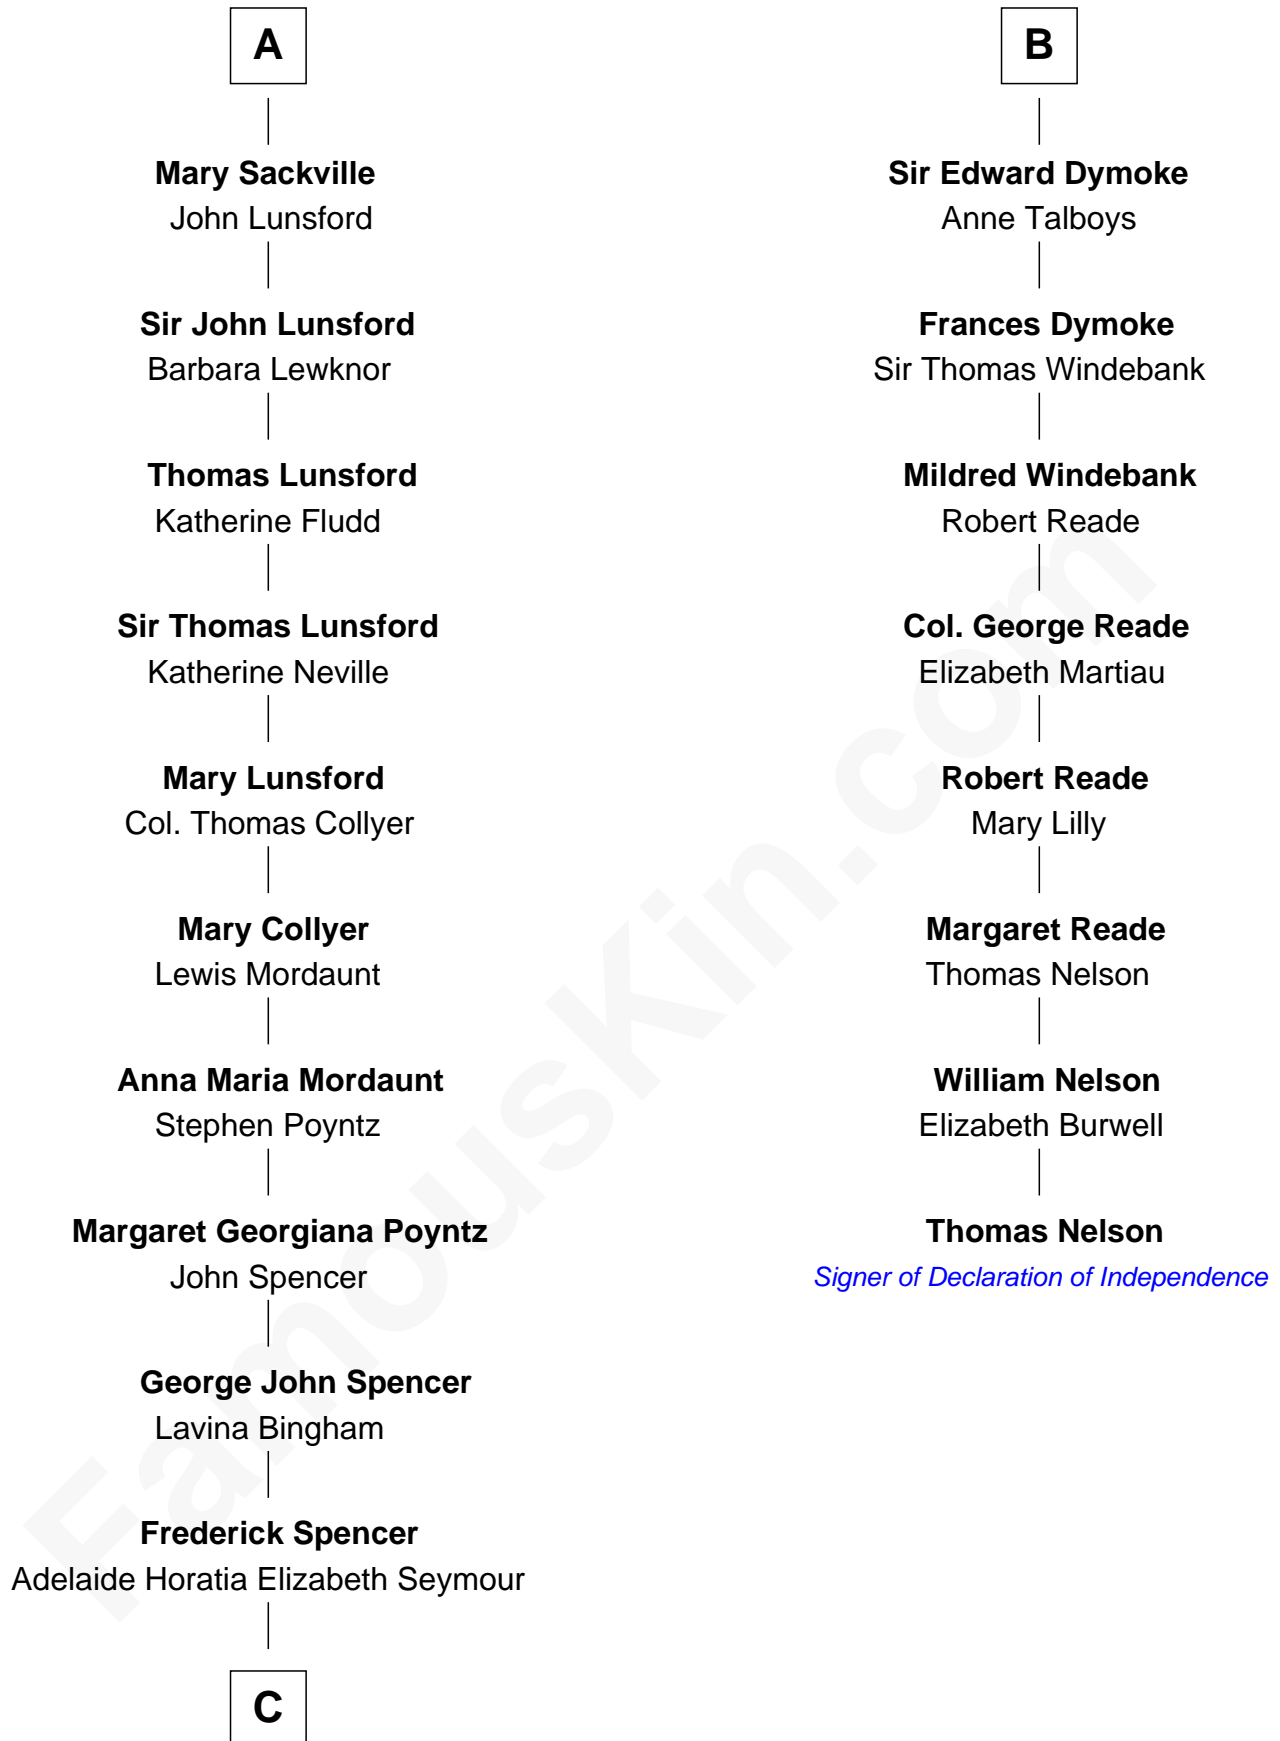 A
Mary Sackville
John Lunsford
Sir John Lunsford
Barbara Lewknor
Thomas Lunsford
Katherine Fludd
Sir Thomas Lunsford
Katherine Neville
Mary Lunsford
Col. Thomas Collyer
Mary Collyer
Lewis Mordaunt
Anna Maria Mordaunt
Stephen Poyntz
Margaret Georgiana Poyntz
John Spencer
George John Spencer
Lavina Bingham
Frederick Spencer
Adelaide Horatia Elizabeth Seymour
C
B
Sir Edward Dymoke
Anne Talboys
Frances Dymoke
Sir Thomas Windebank
Mildred Windebank
Robert Reade
Col. George Reade
Elizabeth Martiau
Robert Reade
Mary Lilly
Margaret Reade
Thomas Nelson
William Nelson
Elizabeth Burwell
Thomas Nelson
Signer of Declaration of Independence
FamousKin.com